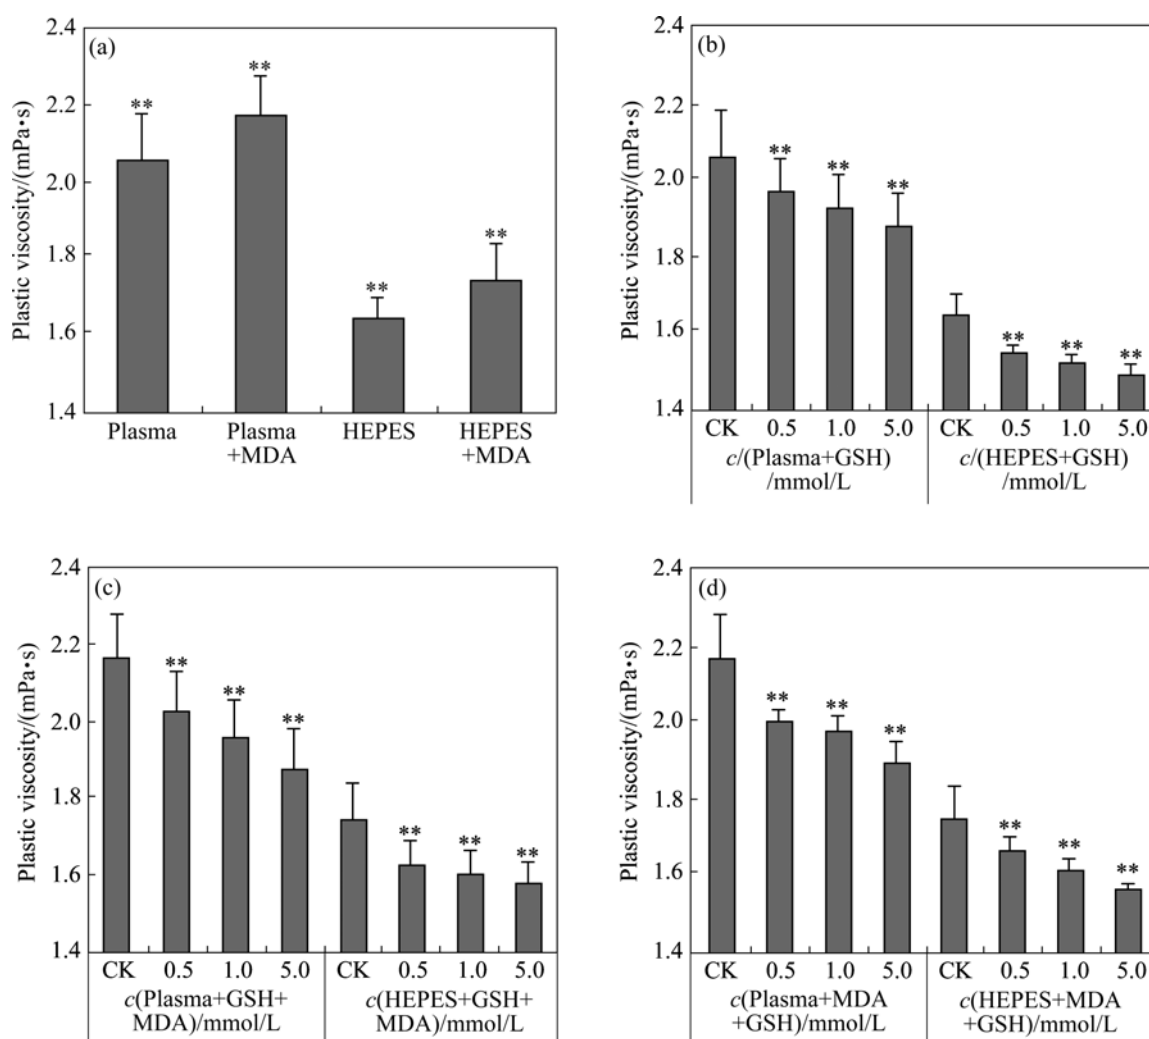 (a)
Plastic viscosity/(mPa•s)
2.4
2.2
2.0
1.8
1.6
1.4
**
**
**
**
Plasma
Plasma
+MDA
HEPES
HEPES
+MDA
(b)
Plastic viscosity/(mPa•s)
2.4
2.2
2.0
1.8
1.6
1.4
** ** **
** ** **
CK 0.5 1.0 5.0 CK 0.5 1.0 5.0
c/(Plasma+GSH)
/mmol/L
c/(HEPES+GSH)
/mmol/L
(c)
Plastic viscosity/(mPa•s)
2.4
2.2
2.0
1.8
1.6
1.4
** ** **
** ** **
CK 0.5 1.0 5.0 CK 0.5 1.0 5.0
c(Plasma+GSH+
MDA)/mmol/L
c(HEPES+GSH+
MDA)/mmol/L
(d)
Plastic viscosity/(mPa•s)
2.4
2.2
2.0
1.8
1.6
1.4
** ** **
** ** **
CK 0.5 1.0 5.0 CK 0.5 1.0 5.0
c(Plasma+MDA
+GSH)/mmol/L
c(HEPES+MDA
+GSH)/mmol/L